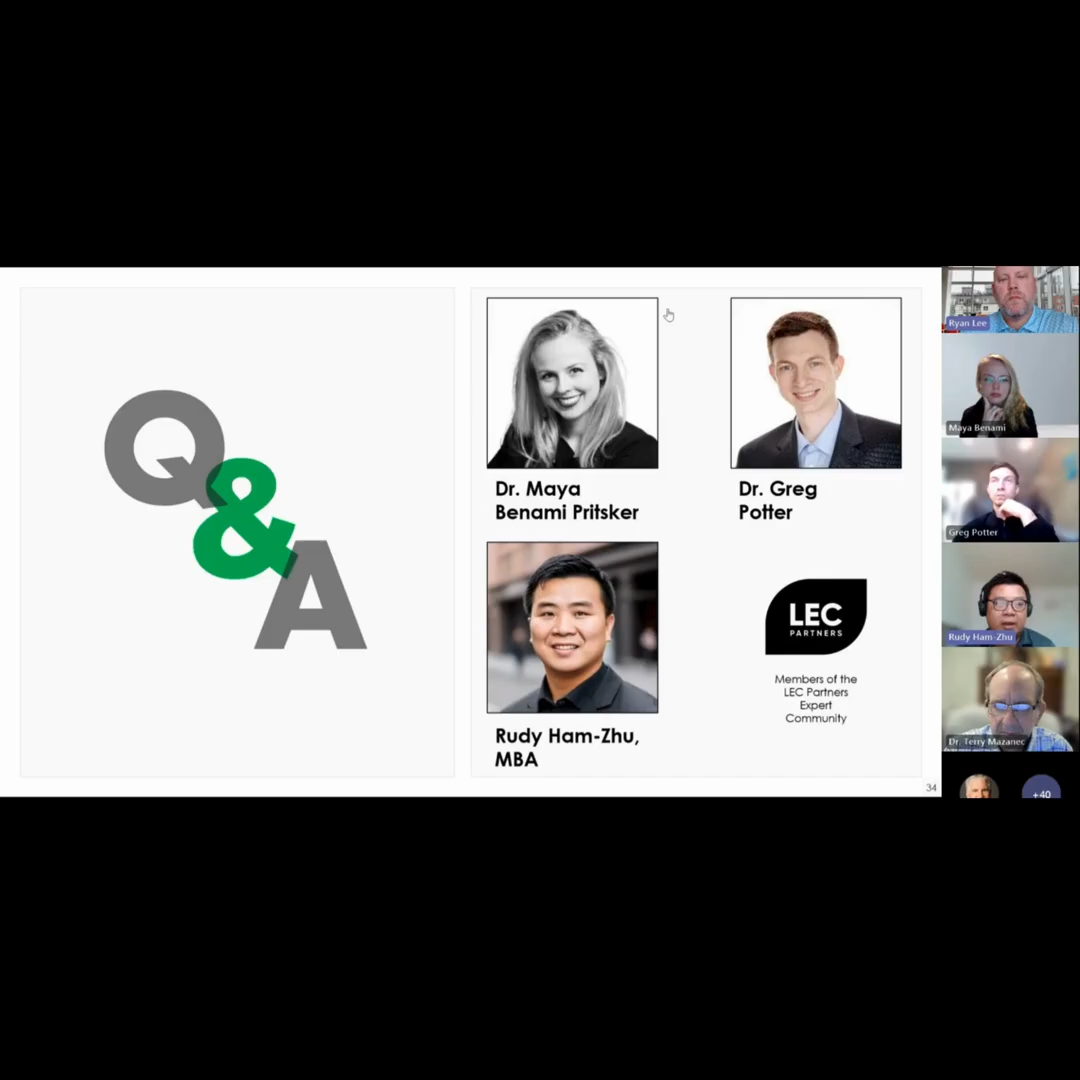 Q
&
A
Dr. Maya
Benami Pritsker
Dr. Greg
Potter
Rudy Ham-Zhu,
MBA
LEC
PARTNERS
Members of the
LEC Partners
Expert
Community
34
Ryan Lee
Maya Benami
Greg Potter
Rudy Ham-Zhu
Dr. Terry Mazanec
+40